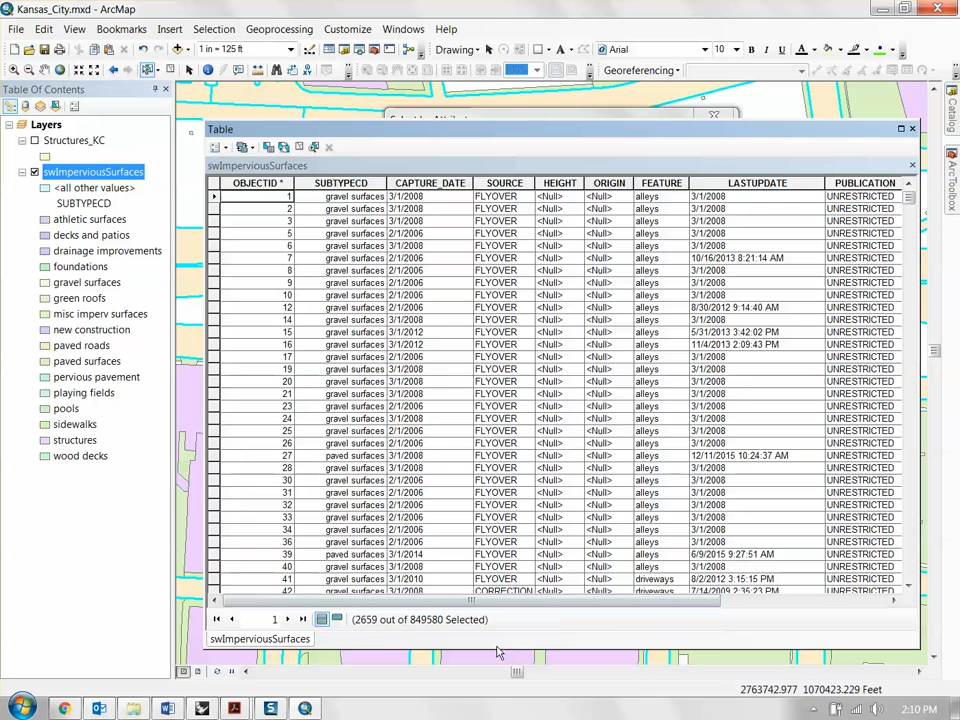 Kansas_City.mxd - ArcMap
File Edit View Bookmarks Insert Selection Geoprocessing Customize Windows Help
1 in = 125 ft Drawing Arial 10 B I U A
Georeferencing
Table Of Contents
Layers
Structures_KC
swImperviousSurfaces
<all other values>
SUBTYPECD
athletic surfaces
decks and patios
drainage improvements
foundations
gravel surfaces
green roofs
misc imperv surfaces
new construction
paved roads
paved surfaces
pervious pavement
playing fields
pools
sidewalks
structures
wood decks
Table
swImperviousSurfaces
OBJECTID * SUBTYPECD CAPTURE_DATE SOURCE HEIGHT ORIGIN FEATURE LASTUPDATE PUBLICATION
1 gravel surfaces 3/1/2008 FLYOVER <Null> <Null> alleys 3/1/2008 UNRESTRICTED
2 gravel surfaces 3/1/2008 FLYOVER <Null> <Null> alleys 3/1/2008 UNRESTRICTED
3 gravel surfaces 3/1/2008 FLYOVER <Null> <Null> alleys 3/1/2008 UNRESTRICTED
5 gravel surfaces 2/1/2006 FLYOVER <Null> <Null> alleys 3/1/2008 UNRESTRICTED
6 gravel surfaces 3/1/2008 FLYOVER <Null> <Null> alleys 3/1/2008 UNRESTRICTED
7 gravel surfaces 2/1/2006 FLYOVER <Null> <Null> alleys 10/16/2013 8:21:14 AM UNRESTRICTED
8 gravel surfaces 2/1/2006 FLYOVER <Null> <Null> alleys 3/1/2008 UNRESTRICTED
9 gravel surfaces 2/1/2006 FLYOVER <Null> <Null> alleys 3/1/2008 UNRESTRICTED
10 gravel surfaces 2/1/2006 FLYOVER <Null> <Null> alleys 3/1/2008 UNRESTRICTED
12 gravel surfaces 2/1/2006 FLYOVER <Null> <Null> alleys 8/30/2012 9:14:40 AM UNRESTRICTED
14 gravel surfaces 3/1/2008 FLYOVER <Null> <Null> alleys 3/1/2008 UNRESTRICTED
15 gravel surfaces 3/1/2012 FLYOVER <Null> <Null> alleys 5/31/2013 3:42:02 PM UNRESTRICTED
16 gravel surfaces 3/1/2012 FLYOVER <Null> <Null> alleys 11/4/2013 2:09:43 PM UNRESTRICTED
17 gravel surfaces 2/1/2006 FLYOVER <Null> <Null> alleys 3/1/2008 UNRESTRICTED
19 gravel surfaces 3/1/2008 FLYOVER <Null> <Null> alleys 3/1/2008 UNRESTRICTED
20 gravel surfaces 3/1/2008 FLYOVER <Null> <Null> alleys 3/1/2008 UNRESTRICTED
21 gravel surfaces 3/1/2008 FLYOVER <Null> <Null> alleys 3/1/2008 UNRESTRICTED
23 gravel surfaces 2/1/2006 FLYOVER <Null> <Null> alleys 3/1/2008 UNRESTRICTED
24 gravel surfaces 3/1/2008 FLYOVER <Null> <Null> alleys 3/1/2008 UNRESTRICTED
25 gravel surfaces 2/1/2006 FLYOVER <Null> <Null> alleys 3/1/2008 UNRESTRICTED
26 gravel surfaces 2/1/2006 FLYOVER <Null> <Null> alleys 3/1/2008 UNRESTRICTED
27 paved surfaces 3/1/2008 FLYOVER <Null> <Null> alleys 12/11/2015 10:24:37 AM UNRESTRICTED
28 gravel surfaces 3/1/2008 FLYOVER <Null> <Null> alleys 3/1/2008 UNRESTRICTED
30 gravel surfaces 2/1/2006 FLYOVER <Null> <Null> alleys 3/1/2008 UNRESTRICTED
31 gravel surfaces 2/1/2006 FLYOVER <Null> <Null> alleys 3/1/2008 UNRESTRICTED
32 gravel surfaces 2/1/2006 FLYOVER <Null> <Null> alleys 3/1/2008 UNRESTRICTED
33 gravel surfaces 2/1/2006 FLYOVER <Null> <Null> alleys 3/1/2008 UNRESTRICTED
34 gravel surfaces 2/1/2006 FLYOVER <Null> <Null> alleys 3/1/2008 UNRESTRICTED
36 gravel surfaces 2/1/2006 FLYOVER <Null> <Null> alleys 3/1/2008 UNRESTRICTED
39 paved surfaces 3/1/2014 FLYOVER <Null> <Null> alleys 6/9/2015 9:27:51 AM UNRESTRICTED
40 gravel surfaces 3/1/2008 FLYOVER <Null> <Null> alleys 3/1/2008 UNRESTRICTED
41 gravel surfaces 3/1/2010 FLYOVER <Null> <Null> driveways 8/2/2012 3:15:15 PM UNRESTRICTED
42 gravel surfaces 3/1/2008 CORRECTION <Null> <Null> driveways 7/14/2009 2:35:23 PM UNRESTRICTED
1 (2659 out of 849580 Selected)
swImperviousSurfaces
Catalog
ArcToolbox
2763742.977 1070423.229 Feet
2:10 PM